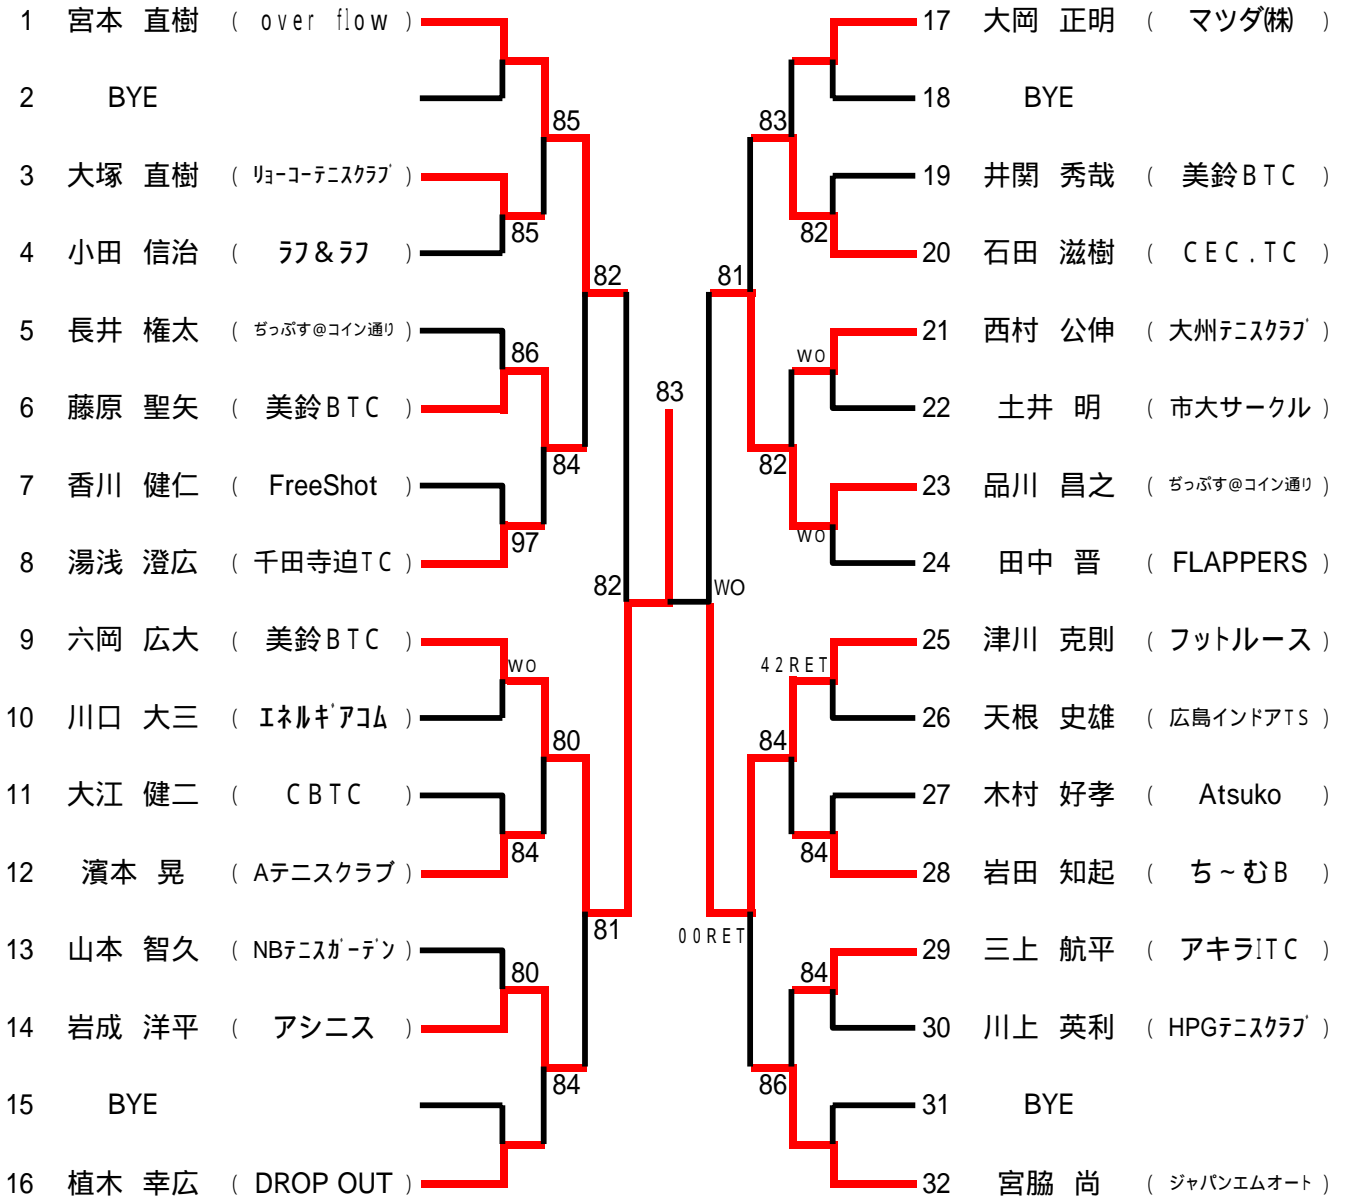 1 宮本 直樹 ( over flow )
2 BYE
85
3 大塚 直樹 ( リョーコーテニスクラブ )
85
4 小田 信治 ( ラフ&ラフ )
82
5 長井 権太 ( ぢっぷす@コイン通り )
86
6 藤原 聖矢 ( 美鈴BTC )
84
7 香川 健仁 ( FreeShot )
97
8 湯浅 澄広 ( 千田寺迫TC )
82
9 六岡 広大 ( 美鈴BTC )
WO
10 川口 大三 ( エネルギアコム )
80
11 大江 健二 ( CBTC )
84
12 濱本 晃 ( Aテニスクラブ )
81
13 山本 智久 ( NBテニスガーデン )
80
14 岩成 洋平 ( アシニス )
84
15 BYE
16 植木 幸広 ( DROP OUT )
83
17 大岡 正明 ( マツダ(株) )
18 BYE
83
19 井関 秀哉 ( 美鈴BTC )
82
20 石田 滋樹 ( CEC.TC )
81
21 西村 公伸 ( 大州テニスクラブ )
WO
22 土井 明 ( 市大サークル )
82
23 品川 昌之 ( ぢっぷす@コイン通り )
WO
24 田中 晋 ( FLAPPERS )
WO
25 津川 克則 ( フットルース )
42RET
26 天根 史雄 ( 広島インドアTS )
84
27 木村 好孝 ( Atsuko )
84
28 岩田 知起 ( ち~むB )
00RET
29 三上 航平 ( アキラITC )
84
30 川上 英利 ( HPGテニスクラブ )
86
31 BYE
32 宮脇 尚 ( ジャパンエムオート )